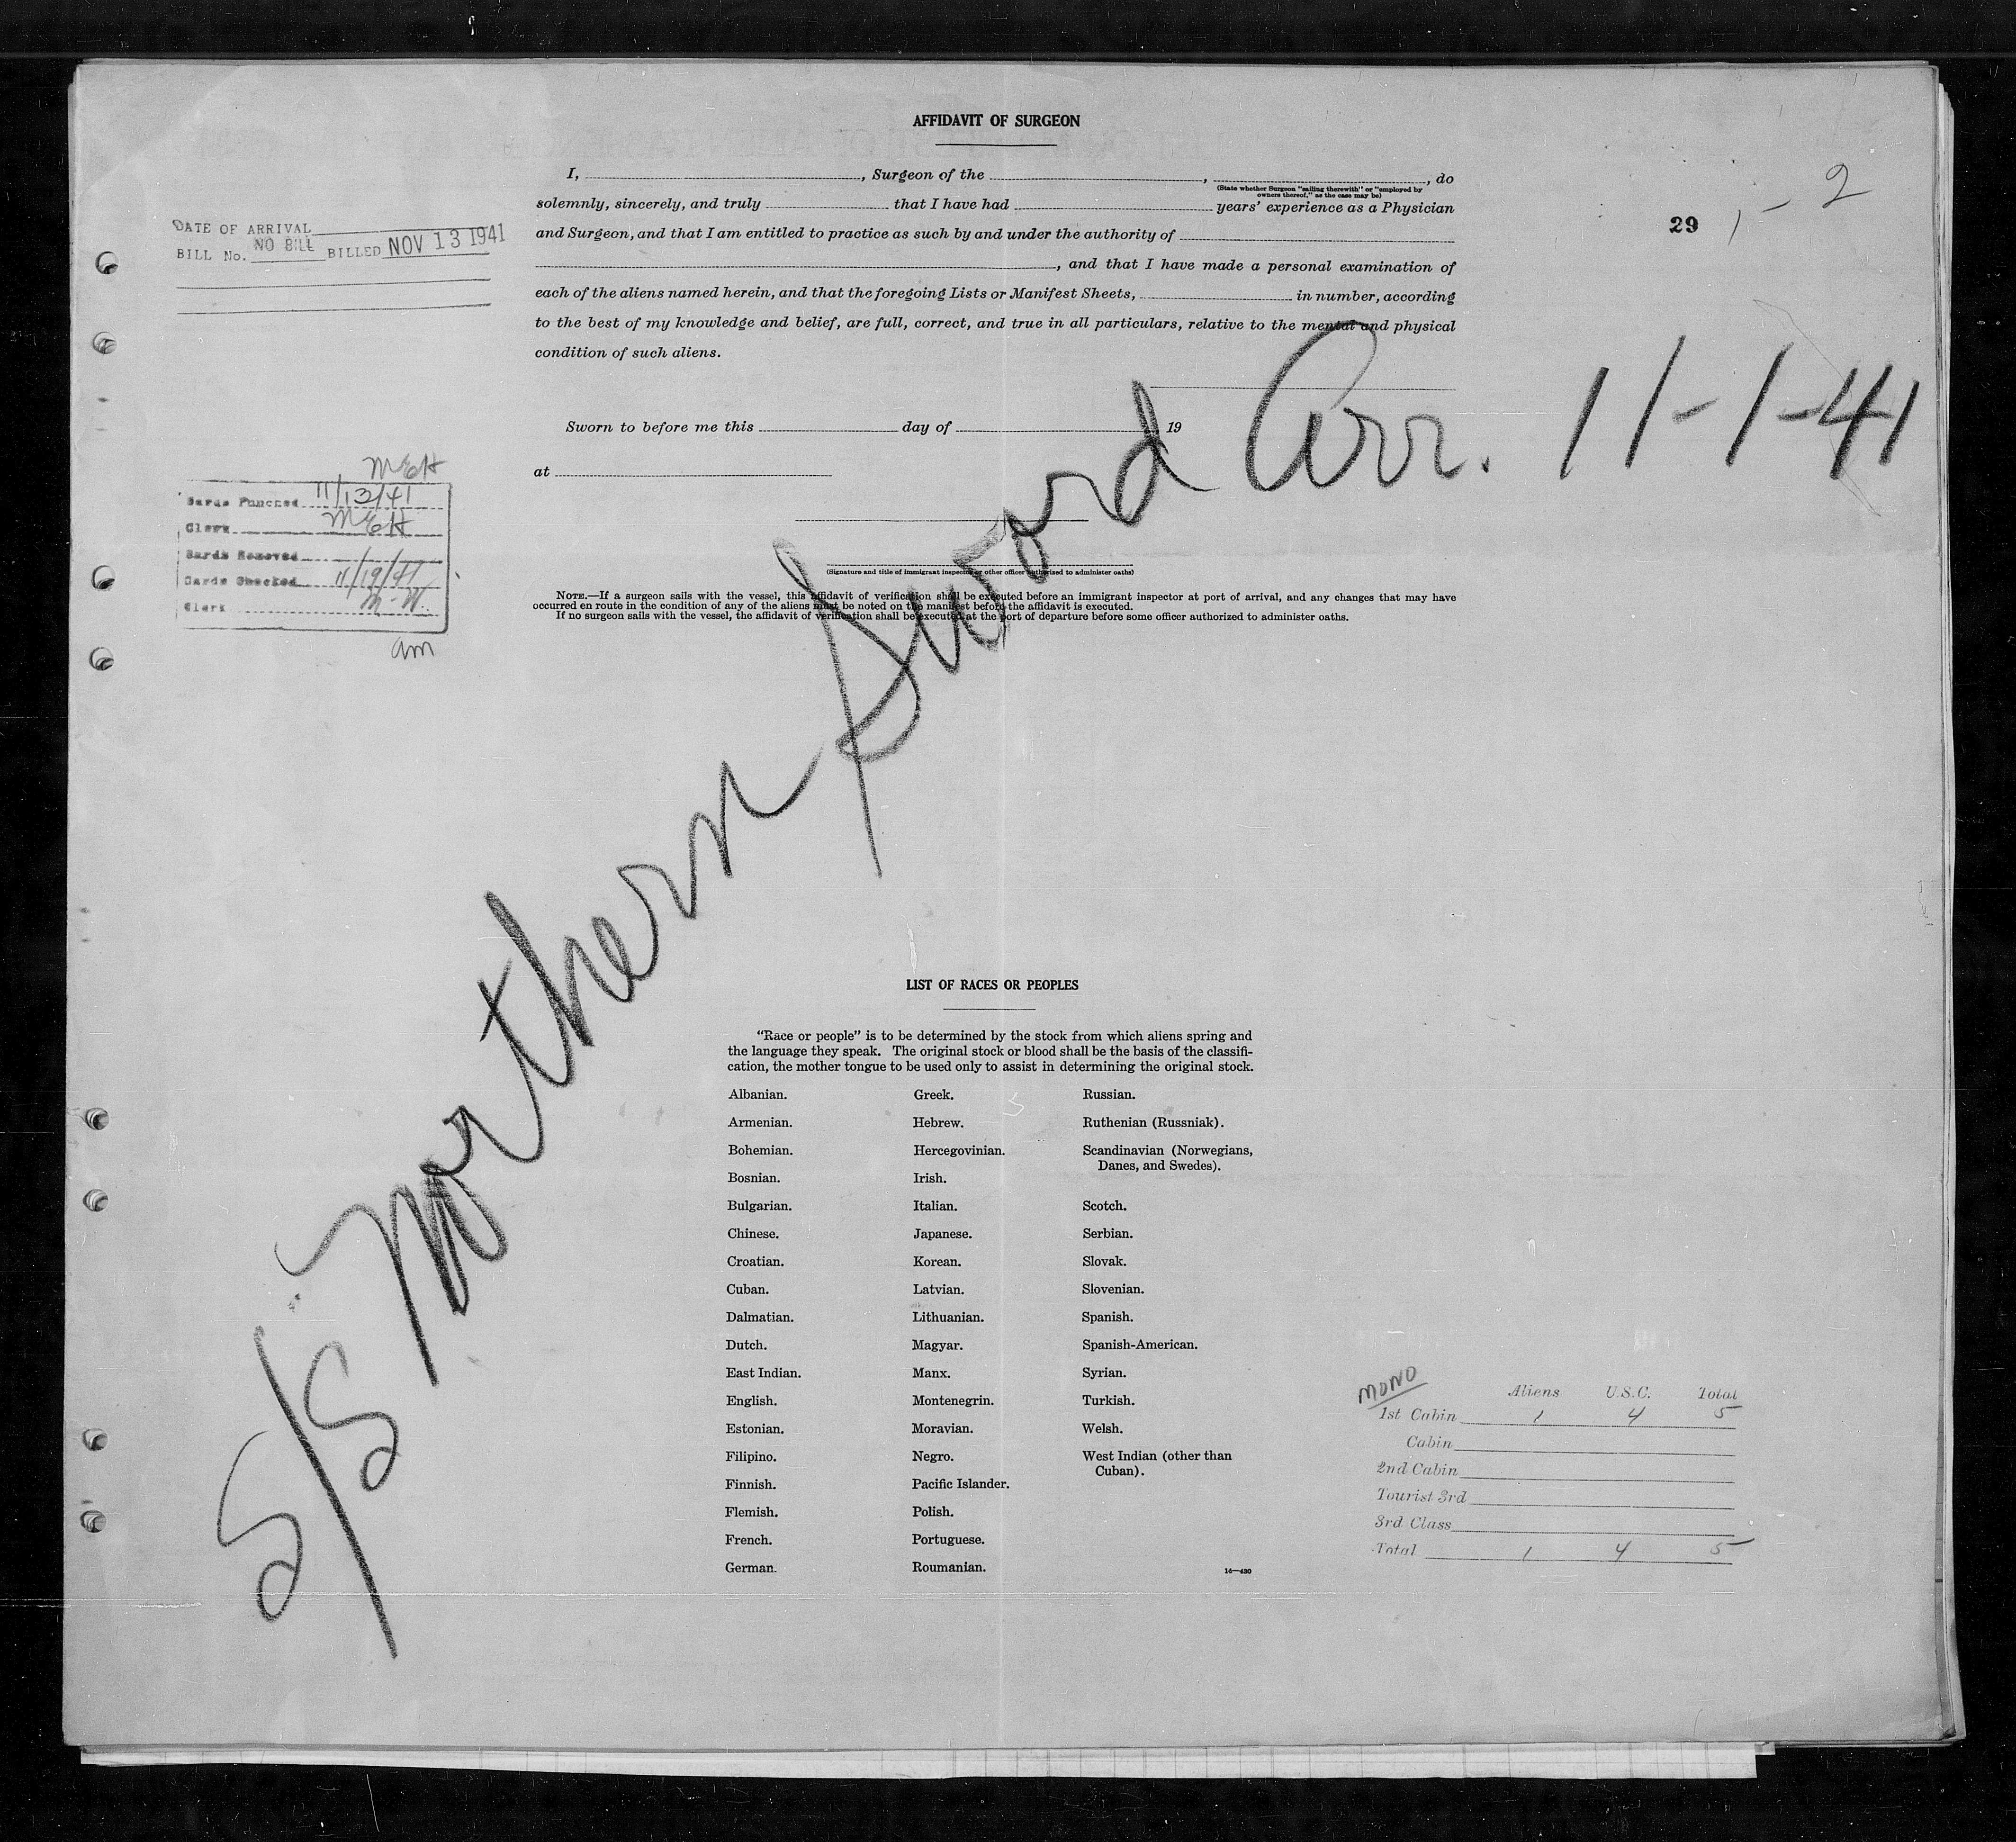 AFFIDAVIT OF SURGEON
I, , Surgeon of the , , do
(State whether Surgeon "sailing therewith" or "employed by
owners thereof," as the case may be)
solemnly, sincerely, and truly that I have had years' experience as a Physician
and Surgeon, and that I am entitled to practice as such by and under the authority of
, and that I have made a personal examination of
each of the aliens named herein, and that the foregoing Lists or Manifest Sheets, in number, according
to the best of my knowledge and belief, are full, correct, and true in all particulars, relative to the mental and physical
condition of such aliens.
29 1-2
DATE OF ARRIVAL
BILL No. NO BILL BILLED NOV 13 1941
Sworn to before me this day of 19
at
(Signature and title of immigrant inspector or other officer authorized to administer oaths)
NOTE.—If a surgeon sails with the vessel, this affidavit of verification shall be executed before an immigrant inspector at port of arrival, and any changes that may have
occurred en route in the condition of any of the aliens must be noted on the manifest before the affidavit is executed.
If no surgeon sails with the vessel, the affidavit of verification shall be executed at the port of departure before some officer authorized to administer oaths.
MEH
Cards Punched 11/13/41
Clerk MEH
Cards Removed
Cards Checked 11/19/41
Clerk M-W
am
S/S Northern Sword Arr. 11-1-41
LIST OF RACES OR PEOPLES
"Race or people" is to be determined by the stock from which aliens spring and
the language they speak. The original stock or blood shall be the basis of the classifi-
cation, the mother tongue to be used only to assist in determining the original stock.
Albanian.
Armenian.
Bohemian.
Bosnian.
Bulgarian.
Chinese.
Croatian.
Cuban.
Dalmatian.
Dutch.
East Indian.
English.
Estonian.
Filipino.
Finnish.
Flemish.
French.
German.
Greek.
Hebrew.
Hercegovinian.
Irish.
Italian.
Japanese.
Korean.
Latvian.
Lithuanian.
Magyar.
Manx.
Montenegrin.
Moravian.
Negro.
Pacific Islander.
Polish.
Portuguese.
Roumanian.
Russian.
Ruthenian (Russniak).
Scandinavian (Norwegians,
Danes, and Swedes).
Scotch.
Serbian.
Slovak.
Slovenian.
Spanish.
Spanish-American.
Syrian.
Turkish.
Welsh.
West Indian (other than
Cuban).
14—430
MONO
Aliens U.S.C. Total
1st Cabin 1 4 5
Cabin
2nd Cabin
Tourist 3rd
3rd Class
Total 1 4 5